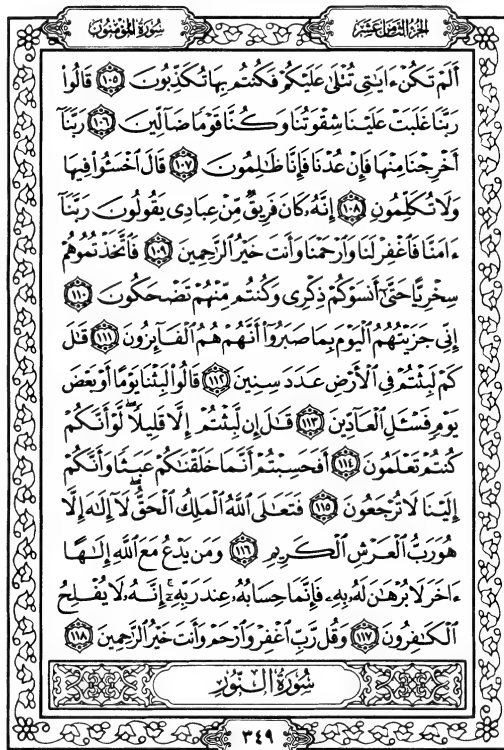 الجزء الثامن عشر
سورة المؤمنون
أَلَمْ تَكُنْ ءَايَٰتِى تُتْلَىٰ عَلَيْكُمْ فَكُنتُم بِهَا تُكَذِّبُونَ ١٠٥ قَالُوا۟
رَبَّنَا غَلَبَتْ عَلَيْنَا شِقْوَتُنَا وَكُنَّا قَوْمًا ضَآلِّينَ ١٠٦ رَبَّنَآ
أَخْرِجْنَا مِنْهَا فَإِنْ عُدْنَا فَإِنَّا ظَٰلِمُونَ ١٠٧ قَالَ ٱخْسَـُٔوا۟ فِيهَا
وَلَا تُكَلِّمُونِ ١٠٨ إِنَّهُۥ كَانَ فَرِيقٌ مِّنْ عِبَادِى يَقُولُونَ رَبَّنَآ
ءَامَنَّا فَٱغْفِرْ لَنَا وَٱرْحَمْنَا وَأَنتَ خَيْرُ ٱلرَّٰحِمِينَ ١٠٩ فَٱتَّخَذْتُمُوهُمْ
سِخْرِيًّا حَتَّىٰٓ أَنسَوْكُمْ ذِكْرِى وَكُنتُم مِّنْهُمْ تَضْحَكُونَ ١١٠
إِنِّى جَزَيْتُهُمُ ٱلْيَوْمَ بِمَا صَبَرُوٓا۟ أَنَّهُمْ هُمُ ٱلْفَآئِزُونَ ١١١ قَٰلَ
كَمْ لَبِثْتُمْ فِى ٱلْأَرْضِ عَدَدَ سِنِينَ ١١٢ قَالُوا۟ لَبِثْنَا يَوْمًا أَوْ بَعْضَ
يَوْمٍ فَسْـَٔلِ ٱلْعَآدِّينَ ١١٣ قَٰلَ إِن لَّبِثْتُمْ إِلَّا قَلِيلًا ۖ لَّوْ أَنَّكُمْ
كُنتُمْ تَعْلَمُونَ ١١٤ أَفَحَسِبْتُمْ أَنَّمَا خَلَقْنَٰكُمْ عَبَثًا وَأَنَّكُمْ
إِلَيْنَا لَا تُرْجَعُونَ ١١٥ فَتَعَٰلَى ٱللَّهُ ٱلْمَلِكُ ٱلْحَقُّ ۖ لَآ إِلَٰهَ إِلَّا
هُوَ رَبُّ ٱلْعَرْشِ ٱلْكَرِيمِ ١١٦ وَمَن يَدْعُ مَعَ ٱللَّهِ إِلَٰهًا
ءَاخَرَ لَا بُرْهَٰنَ لَهُۥ بِهِۦ فَإِنَّمَا حِسَابُهُۥ عِندَ رَبِّهِۦٓ ۚ إِنَّهُۥ لَا يُفْلِحُ
ٱلْكَٰفِرُونَ ١١٧ وَقُل رَّبِّ ٱغْفِرْ وَٱرْحَمْ وَأَنتَ خَيْرُ ٱلرَّٰحِمِينَ ١١٨
سُورَةُ النُّورِ
٣٤٩